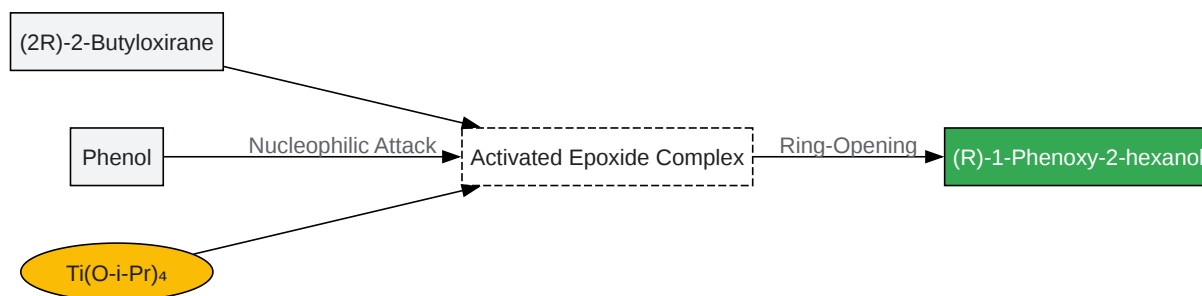 (2R)-2-Butyloxirane
Phenol
Nucleophilic Attack
Activated Epoxide Complex
Ring-Opening
(R)-1-Phenoxy-2-hexanol
Ti(O-i-Pr)₄